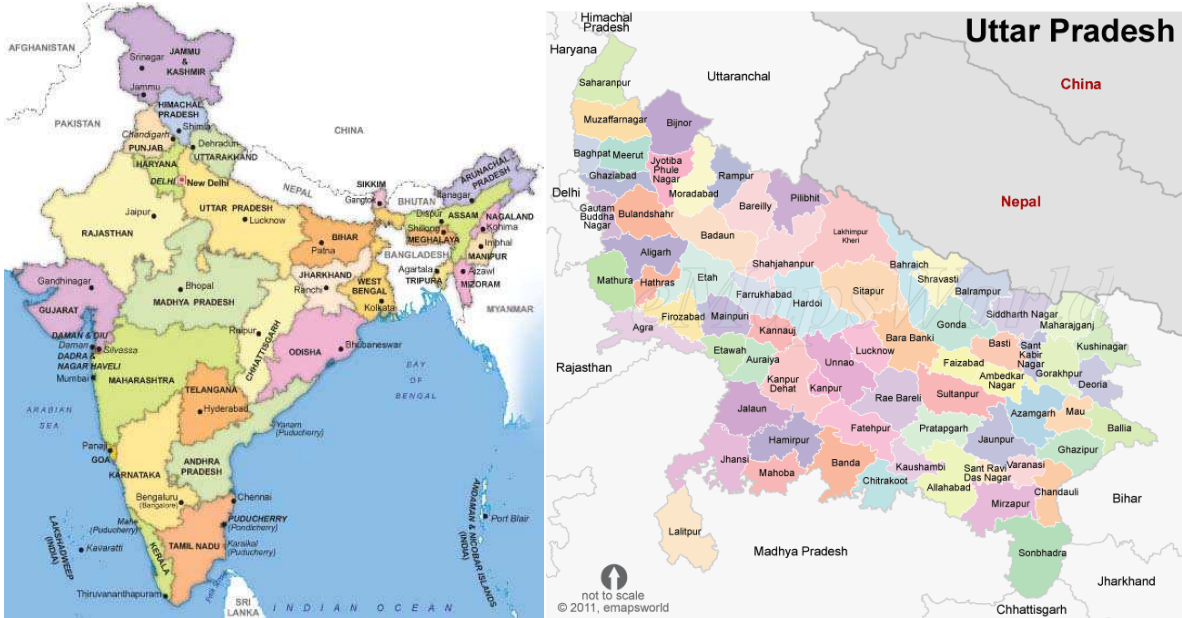 AFGHANISTAN
PAKISTAN
CHINA
NEPAL
BHUTAN
BANGLADESH
MYANMAR
JAMMU
&
KASHMIR
Srinagar
Jammu
HIMACHAL
PRADESH
Shimla
Chandigarh
PUNJAB
Dehradun
UTTARAKHAND
HARYANA
DELHI
New Delhi
Jaipur
RAJASTHAN
UTTAR PRADESH
Lucknow
SIKKIM
Gangtok
ARUNACHAL
PRADESH
Itanagar
Dispur
ASSAM
NAGALAND
Kohima
Shillong
MEGHALAYA
Imphal
MANIPUR
Agartala
TRIPURA
Aizawl
MIZORAM
BIHAR
Patna
JHARKHAND
Ranchi
WEST
BENGAL
Kolkata
Gandhinagar
GUJARAT
Bhopal
MADHYA PRADESH
DAMAN & DIU
Daman
Silvassa
DADRA &
NAGAR HAVELI
Mumbai
MAHARASHTRA
Raipur
CHHATTISGARH
ODISHA
Bhubaneswar
TELANGANA
Hyderabad
BAY
OF
BENGAL
ARABIAN
SEA
Yanam
(Puducherry)
Panaji
GOA
KARNATAKA
ANDHRA
PRADESH
Bengaluru
(Bangalore)
Chennai
Mahe
(Puducherry)
PUDUCHERRY
(Pondicherry)
Karaikal
(Puducherry)
TAMIL NADU
KERALA
Thiruvananthapuram
LAKSHADWEEP
(INDIA)
Kavaratti
ANDAMAN & NICOBAR ISLANDS
(INDIA)
Port Blair
SRI
LANKA
INDIAN OCEAN
Uttar Pradesh
Himachal
Pradesh
Haryana
Uttaranchal
China
Nepal
Delhi
Rajasthan
Madhya Pradesh
Bihar
Jharkhand
Chhattisgarh
Saharanpur
Muzaffarnagar
Bijnor
Baghpat
Meerut
Jyotiba
Phule
Nagar
Ghaziabad
Moradabad
Rampur
Bareilly
Pilibhit
Gautam
Buddha
Nagar
Bulandshahr
Badaun
Lakhimpur
Kheri
Aligarh
Shahjahanpur
Bahraich
Shravasti
Balrampur
Mathura
Hathras
Etah
Farrukhabad
Hardoi
Sitapur
Siddharth Nagar
Maharajganj
Agra
Firozabad
Mainpuri
Kannauj
Gonda
Bara Banki
Basti
Sant
Kabir
Nagar
Kushinagar
Etawah
Auraiya
Kanpur
Dehat
Kanpur
Unnao
Lucknow
Faizabad
Ambedkar
Nagar
Gorakhpur
Deoria
Rae Bareli
Sultanpur
Azamgarh
Mau
Ballia
Jalaun
Hamirpur
Fatehpur
Pratapgarh
Jaunpur
Ghazipur
Jhansi
Mahoba
Banda
Chitrakoot
Kaushambi
Allahabad
Sant Ravi
Das Nagar
Varanasi
Chandauli
Mirzapur
Lalitpur
Sonbhadra
not to scale
© 2011, emapsworld